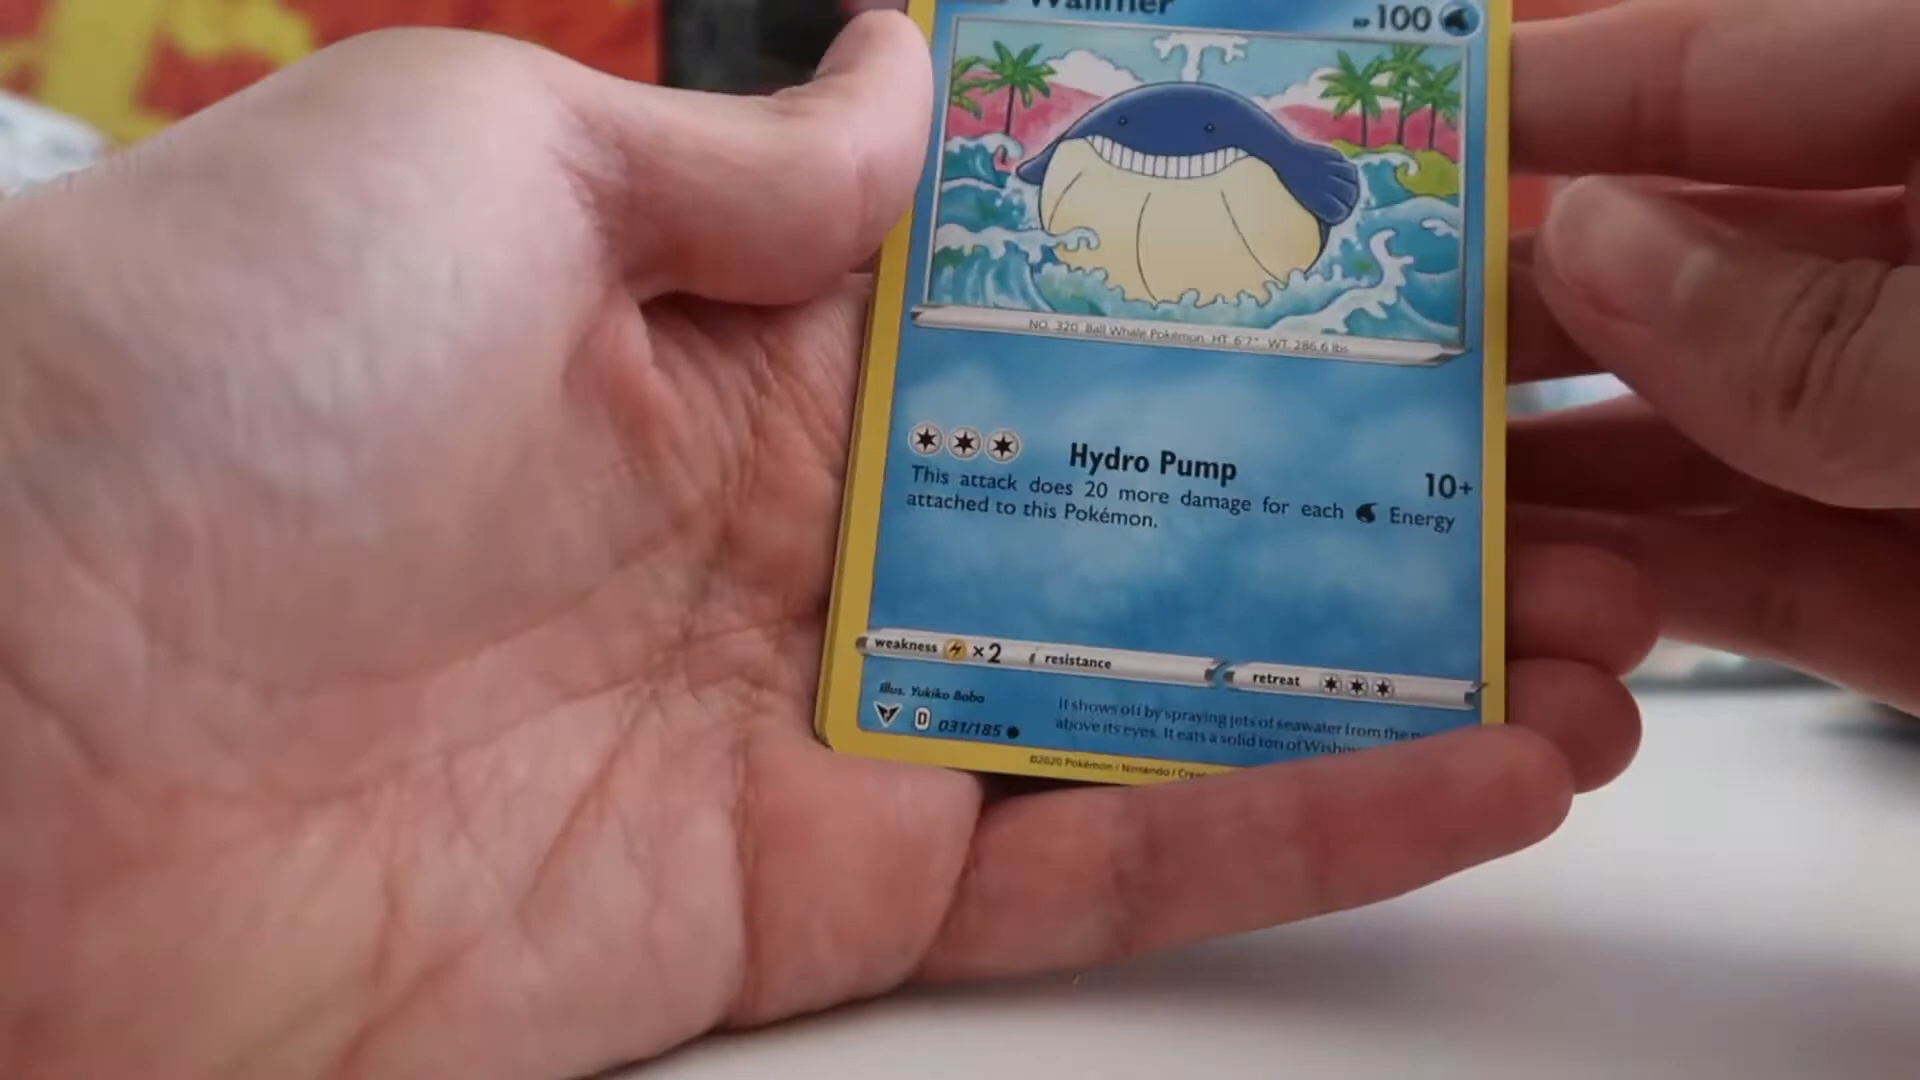 Wailmer HP 100
NO. 320 Ball Whale Pokémon HT 6'7" WT 286.6 lbs
Hydro Pump 10+
This attack does 20 more damage for each Energy
attached to this Pokémon.
weakness ×2 resistance retreat
illus. Yukiko Baba
D 031/185
It shows off by spraying jets of seawater from the
above its eyes. It eats a solid ton of
©2020 Pokémon / Nintendo /